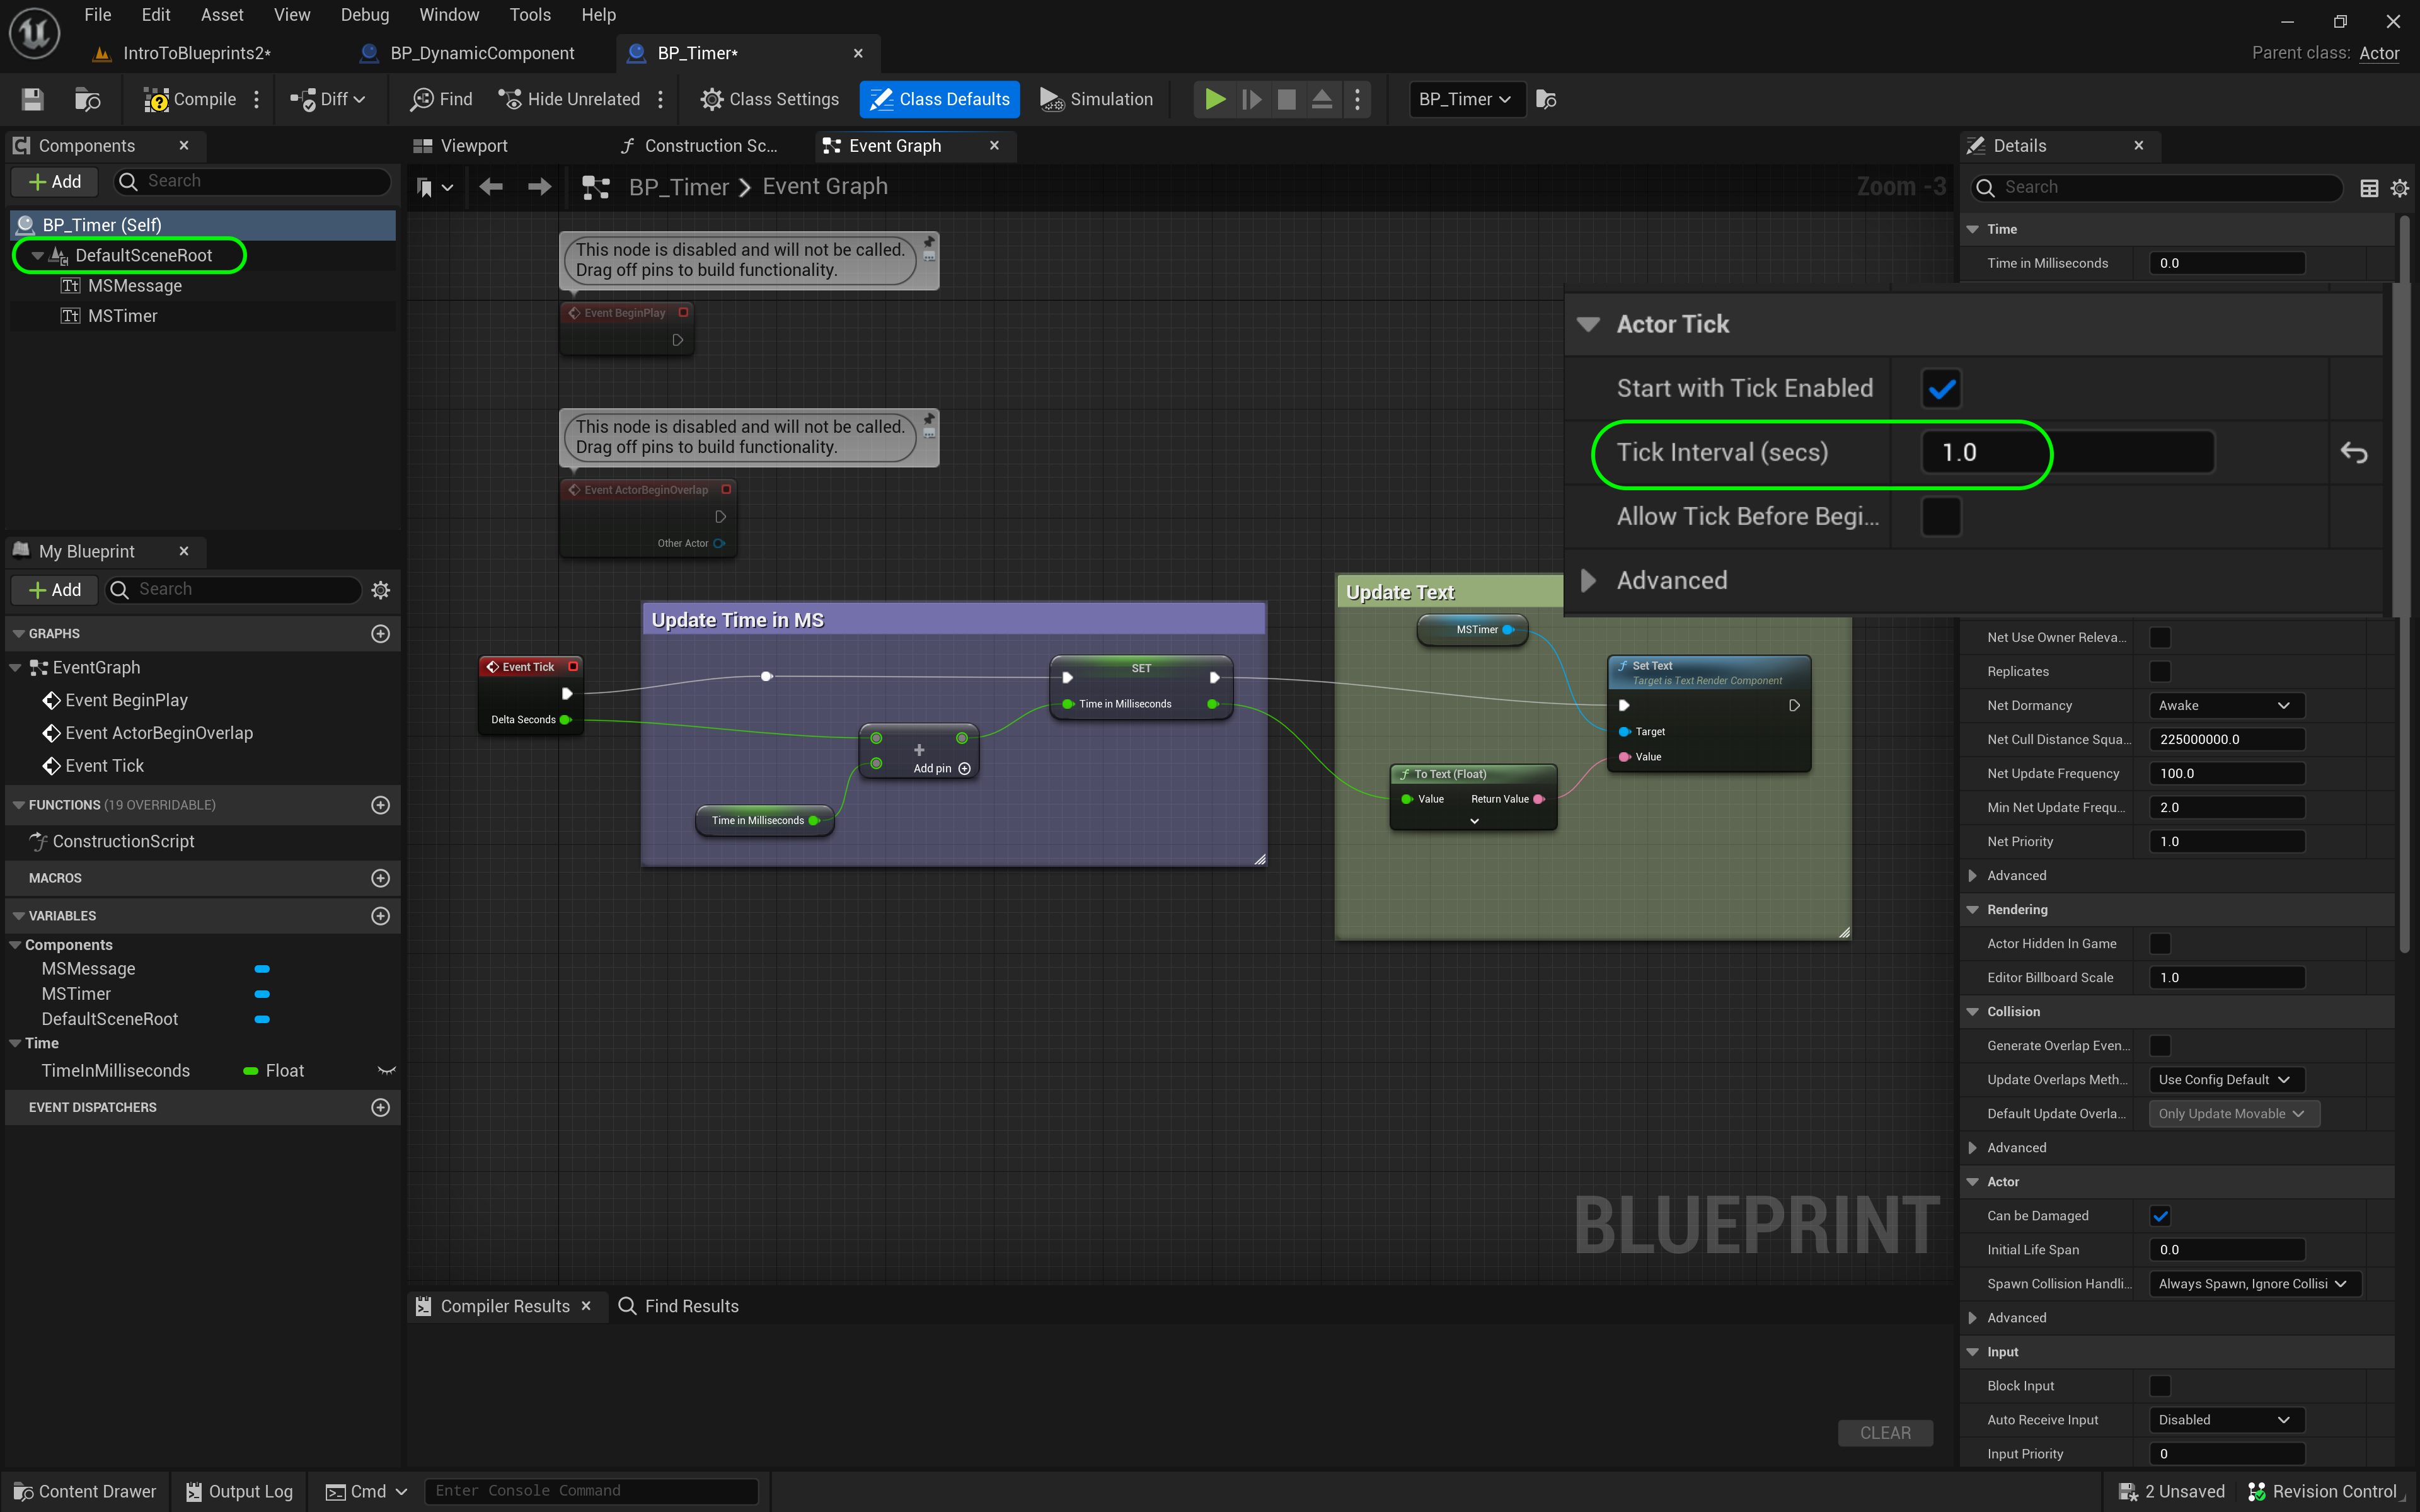 File Edit Asset View Debug Window Tools Help
IntroToBlueprints2* BP_DynamicComponent BP_Timer*
Parent class: Actor
Compile Diff Find Hide Unrelated Class Settings Class Defaults Simulation BP_Timer
Components
Add Search
BP_Timer (Self)
DefaultSceneRoot
MSMessage
MSTimer
My Blueprint
Add Search
GRAPHS
EventGraph
Event BeginPlay
Event ActorBeginOverlap
Event Tick
FUNCTIONS (19 OVERRIDABLE)
ConstructionScript
MACROS
VARIABLES
Components
MSMessage
MSTimer
DefaultSceneRoot
Time
TimeInMilliseconds Float
EVENT DISPATCHERS
Viewport Construction Sc... Event Graph
BP_Timer > Event Graph
Zoom -3
This node is disabled and will not be called.
Drag off pins to build functionality.
Event BeginPlay
This node is disabled and will not be called.
Drag off pins to build functionality.
Event ActorBeginOverlap
Other Actor
Update Time in MS
Event Tick
Delta Seconds
SET
Time in Milliseconds
+
Add pin
Time in Milliseconds
Update Text
MSTimer
Set Text
Target is Text Render Component
Target
Value
To Text (Float)
Value Return Value
BLUEPRINT
Compiler Results Find Results
CLEAR
Details
Search
Time
Time in Milliseconds 0.0
Actor Tick
Start with Tick Enabled
Tick Interval (secs) 1.0
Allow Tick Before Begi...
Advanced
Net Use Owner Releva...
Replicates
Net Dormancy Awake
Net Cull Distance Squa... 225000000.0
Net Update Frequency 100.0
Min Net Update Frequ... 2.0
Net Priority 1.0
Advanced
Rendering
Actor Hidden In Game
Editor Billboard Scale 1.0
Collision
Generate Overlap Even...
Update Overlaps Meth... Use Config Default
Default Update Overla... Only Update Movable
Advanced
Actor
Can be Damaged
Initial Life Span 0.0
Spawn Collision Handli... Always Spawn, Ignore Collisi
Advanced
Input
Block Input
Auto Receive Input Disabled
Input Priority 0
Content Drawer Output Log Cmd Enter Console Command 2 Unsaved Revision Control